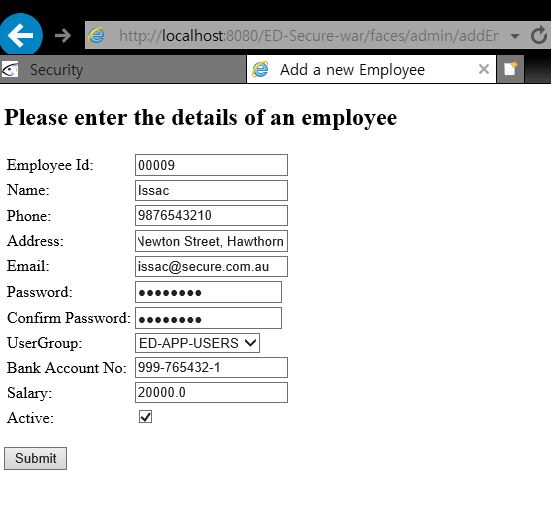 http://localhost:8080/ED-Secure-war/faces/admin/addEr
Security
Add a new Employee
Please enter the details of an employee
Employee Id: 00009
Name: Issac
Phone: 9876543210
Address: Newton Street, Hawthorn
Email: issac@secure.com.au
Password: ●●●●●●●●
Confirm Password: ●●●●●●●●
UserGroup: ED-APP-USERS
Bank Account No: 999-765432-1
Salary: 20000.0
Active:
Submit